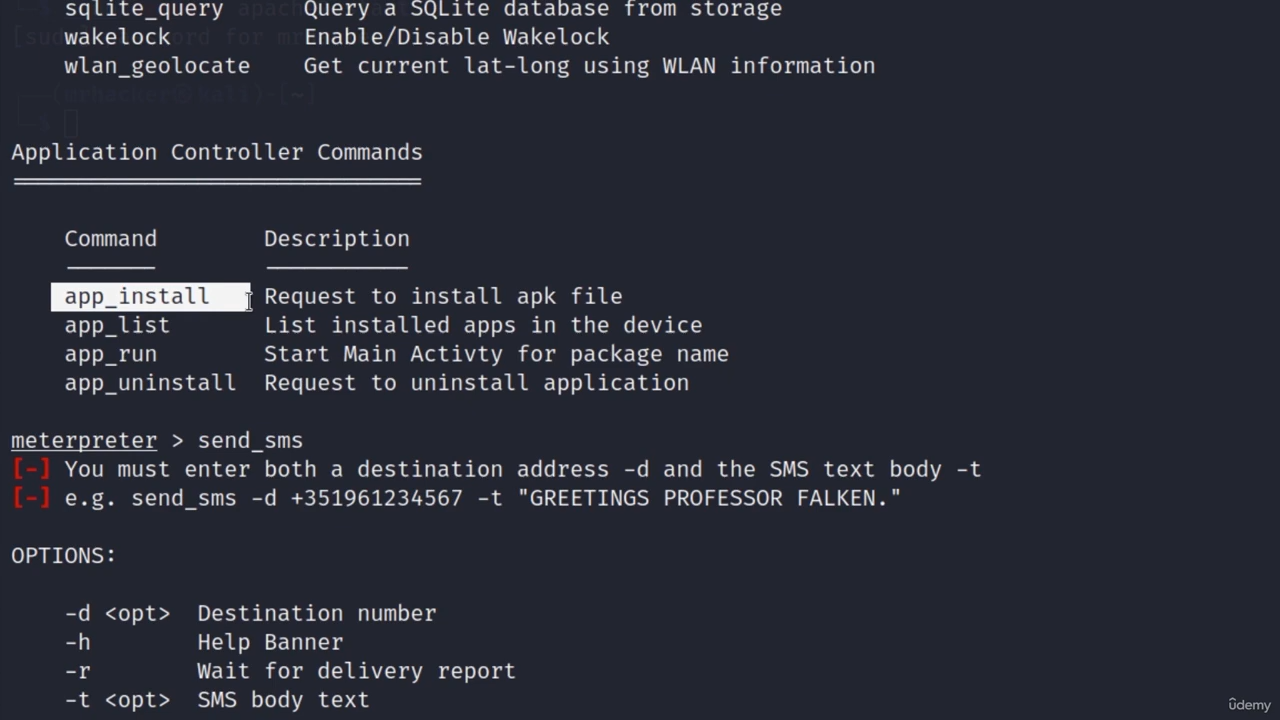 sqlite_query Query a SQLite database from storage
wakelock Enable/Disable Wakelock
wlan_geolocate Get current lat-long using WLAN information
(mrhacker㉿kali)-[~]
$
Application Controller Commands
Command Description
app_install Request to install apk file
app_list List installed apps in the device
app_run Start Main Activty for package name
app_uninstall Request to uninstall application
meterpreter > send_sms
[-] You must enter both a destination address -d and the SMS text body -t
[-] e.g. send_sms -d +351961234567 -t "GREETINGS PROFESSOR FALKEN."
OPTIONS:
-d <opt> Destination number
-h Help Banner
-r Wait for delivery report
-t <opt> SMS body text
ûdemy